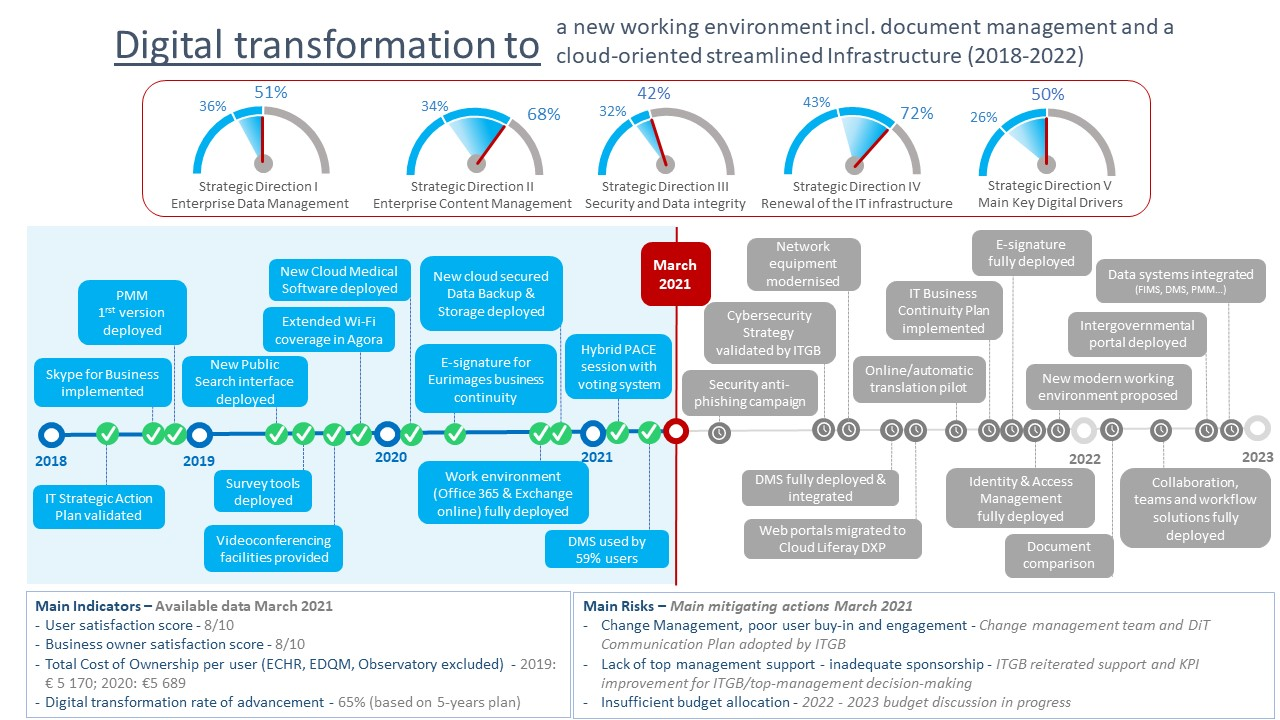 Digital transformation to
a new working environment incl. document management and a
cloud-oriented streamlined Infrastructure (2018-2022)
36%
51%
Strategic Direction I
Enterprise Data Management
34%
68%
Strategic Direction II
Enterprise Content Management
32%
42%
Strategic Direction III
Security and Data integrity
43%
72%
Strategic Direction IV
Renewal of the IT infrastructure
26%
50%
Strategic Direction V
Main Key Digital Drivers
PMM
1rst version
deployed
Skype for Business
implemented
New Public
Search interface
deployed
New Cloud Medical
Software deployed
Extended Wi-Fi
coverage in Agora
New cloud secured
Data Backup &
Storage deployed
E-signature for
Eurimages business
continuity
Hybrid PACE
session with
voting system
March
2021
Network
equipment
modernised
Cybersecurity
Strategy
validated by ITGB
Security anti-
phishing campaign
IT Business
Continuity Plan
implemented
Online/automatic
translation pilot
E-signature
fully deployed
Data systems integrated
(FIMS, DMS, PMM...)
Intergovernmental
portal deployed
New modern working
environment proposed
2018
2019
2020
2021
2022
2023
IT Strategic Action
Plan validated
Survey tools
deployed
Videoconferencing
facilities provided
Work environment
(Office 365 & Exchange
online) fully deployed
DMS used by
59% users
DMS fully deployed &
integrated
Web portals migrated to
Cloud Liferay DXP
Identity & Access
Management
fully deployed
Document
comparison
Collaboration,
teams and workflow
solutions fully
deployed
Main Indicators – Available data March 2021
- User satisfaction score - 8/10
- Business owner satisfaction score - 8/10
- Total Cost of Ownership per user (ECHR, EDQM, Observatory excluded) - 2019:
€ 5 170; 2020: €5 689
- Digital transformation rate of advancement - 65% (based on 5-years plan)
Main Risks – Main mitigating actions March 2021
- Change Management, poor user buy-in and engagement - Change management team and DiT
Communication Plan adopted by ITGB
- Lack of top management support - inadequate sponsorship - ITGB reiterated support and KPI
improvement for ITGB/top-management decision-making
- Insufficient budget allocation - 2022 - 2023 budget discussion in progress